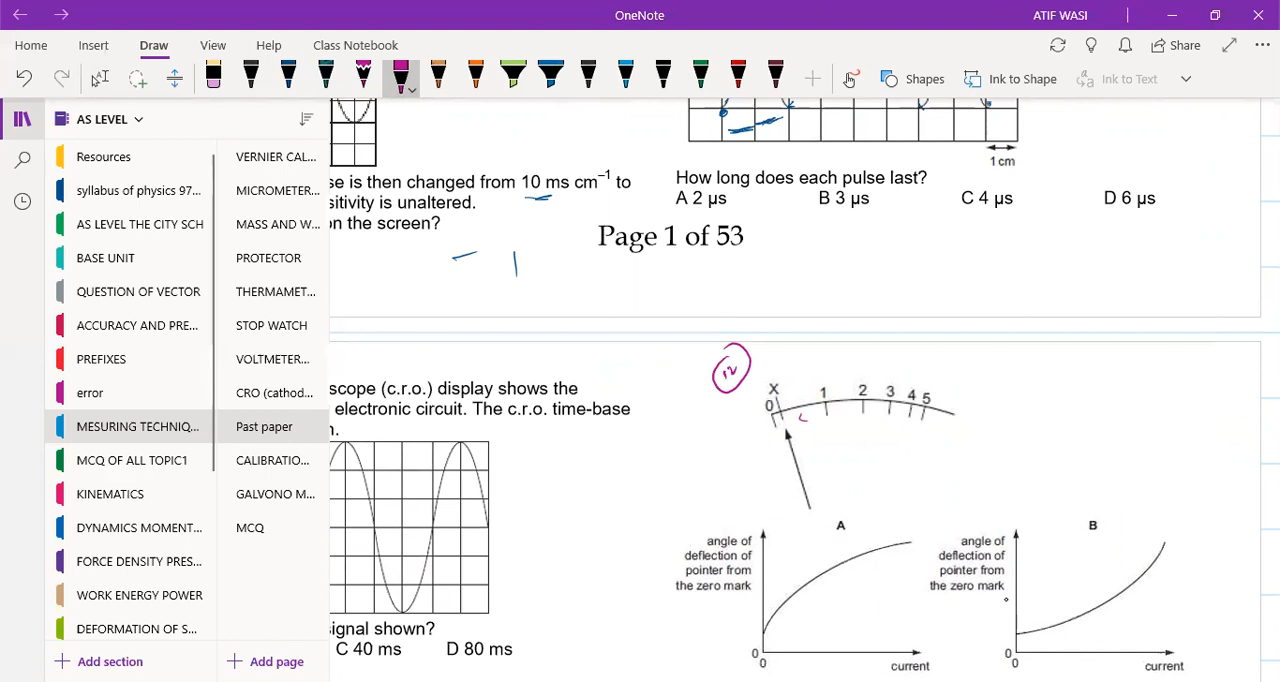 OneNote
ATIF WASI
Home Insert Draw View Help Class Notebook
Share
Shapes
Ink to Shape
Ink to Text
AS LEVEL
Resources
syllabus of physics 97...
AS LEVEL THE CITY SCH
BASE UNIT
QUESTION OF VECTOR
ACCURACY AND PRE...
PREFIXES
error
MESURING TECHNIQ...
MCQ OF ALL TOPIC1
KINEMATICS
DYNAMICS MOMENT...
FORCE DENSITY PRES...
WORK ENERGY POWER
DEFORMATION OF S...
Add section
VERNIER CAL...
MICROMETER...
MASS AND W...
PROTECTOR
THERMAMET...
STOP WATCH
VOLTMETER...
CRO (cathod...
Past paper
CALIBRATIO...
GALVONO M...
MCQ
Add page
se is then changed from 10 ms cm⁻¹ to
sitivity is unaltered.
on the screen?
1 cm
How long does each pulse last?
A 2 μs B 3 μs C 4 μs D 6 μs
Page 1 of 53
scope (c.r.o.) display shows the
electronic circuit. The c.r.o. time-base
n.
signal shown?
C 40 ms D 80 ms
12
X
0 1 2 3 4 5
A
angle of
deflection of
pointer from
the zero mark
0
0
current
B
angle of
deflection of
pointer from
the zero mark
0
0
current